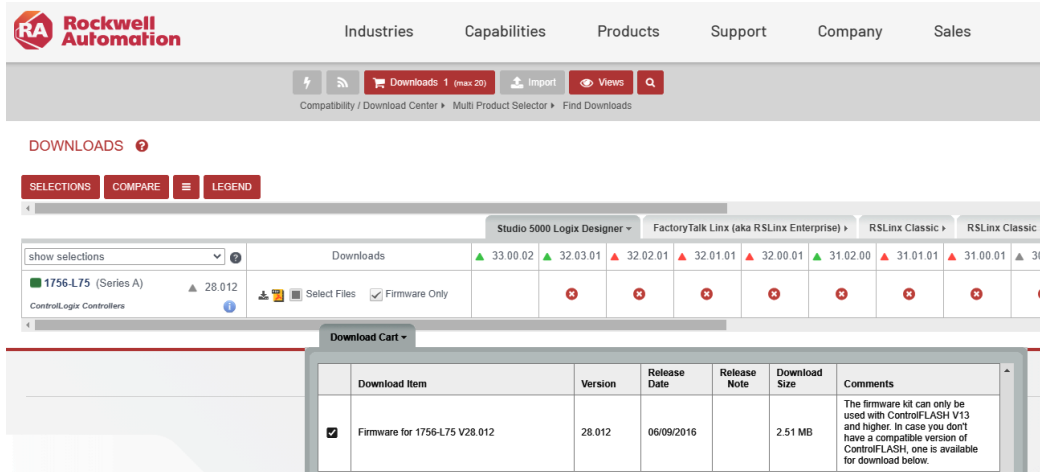 Rockwell
Automation
RA
Industries Capabilities Products Support Company Sales
Downloads 1 (max 20) Import Views
Compatibility / Download Center Multi Product Selector Find Downloads
DOWNLOADS ?
SELECTIONS COMPARE LEGEND
Studio 5000 Logix Designer FactoryTalk Linx (aka RSLinx Enterprise) RSLinx Classic RSLinx Classic
show selections ? Downloads 33.00.02 32.03.01 32.02.01 32.01.01 32.00.01 31.02.00 31.01.01 31.00.01 30
1756-L75 (Series A) 28.012 Select Files Firmware Only
ControlLogix Controllers i
Download Cart
Download Item Version Release Date Release Note Download Size Comments
Firmware for 1756-L75 V28.012 28.012 06/09/2016 2.51 MB
The firmware kit can only be
used with ControlFLASH V13
and higher. In case you don't
have a compatible version of
ControlFLASH, one is available
for download below.